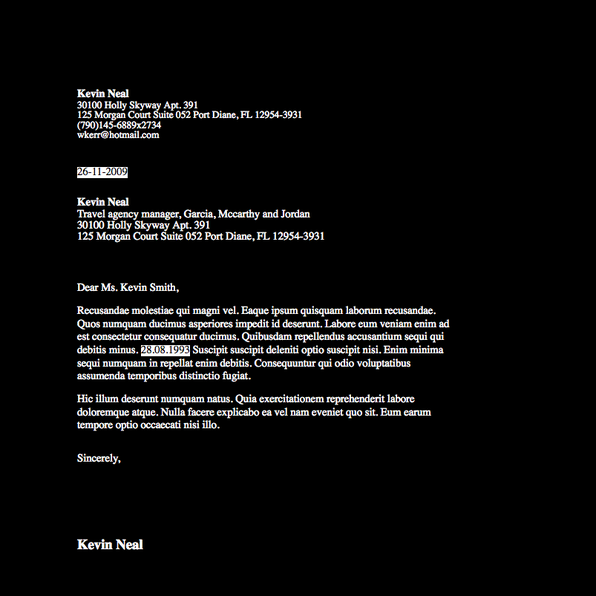 Kevin Neal
30100 Holly Skyway Apt. 391
125 Morgan Court Suite 052 Port Diane, FL 12954-3931
(790)145-6889x2734
wkerr@hotmail.com
26-11-2009
Kevin Neal
Travel agency manager, Garcia, Mccarthy and Jordan
30100 Holly Skyway Apt. 391
125 Morgan Court Suite 052 Port Diane, FL 12954-3931
Dear Ms. Kevin Smith,
Recusandae molestiae qui magni vel. Eaque ipsum quisquam laborum recusandae.
Quos numquam ducimus asperiores impedit id deserunt. Labore eum veniam enim ad
est consectetur consequatur ducimus. Quibusdam repellendus accusantium sequi qui
debitis minus. 28.08.1993 Suscipit suscipit deleniti optio suscipit nisi. Enim minima
sequi numquam in repellat enim debitis. Consequuntur qui odio voluptatibus
assumenda temporibus distinctio fugiat.
Hic illum deserunt numquam natus. Quia exercitationem reprehenderit labore
doloremque atque. Nulla facere explicabo ea vel nam eveniet quo sit. Eum earum
tempore optio occaecati nisi illo.
Sincerely,
Kevin Neal